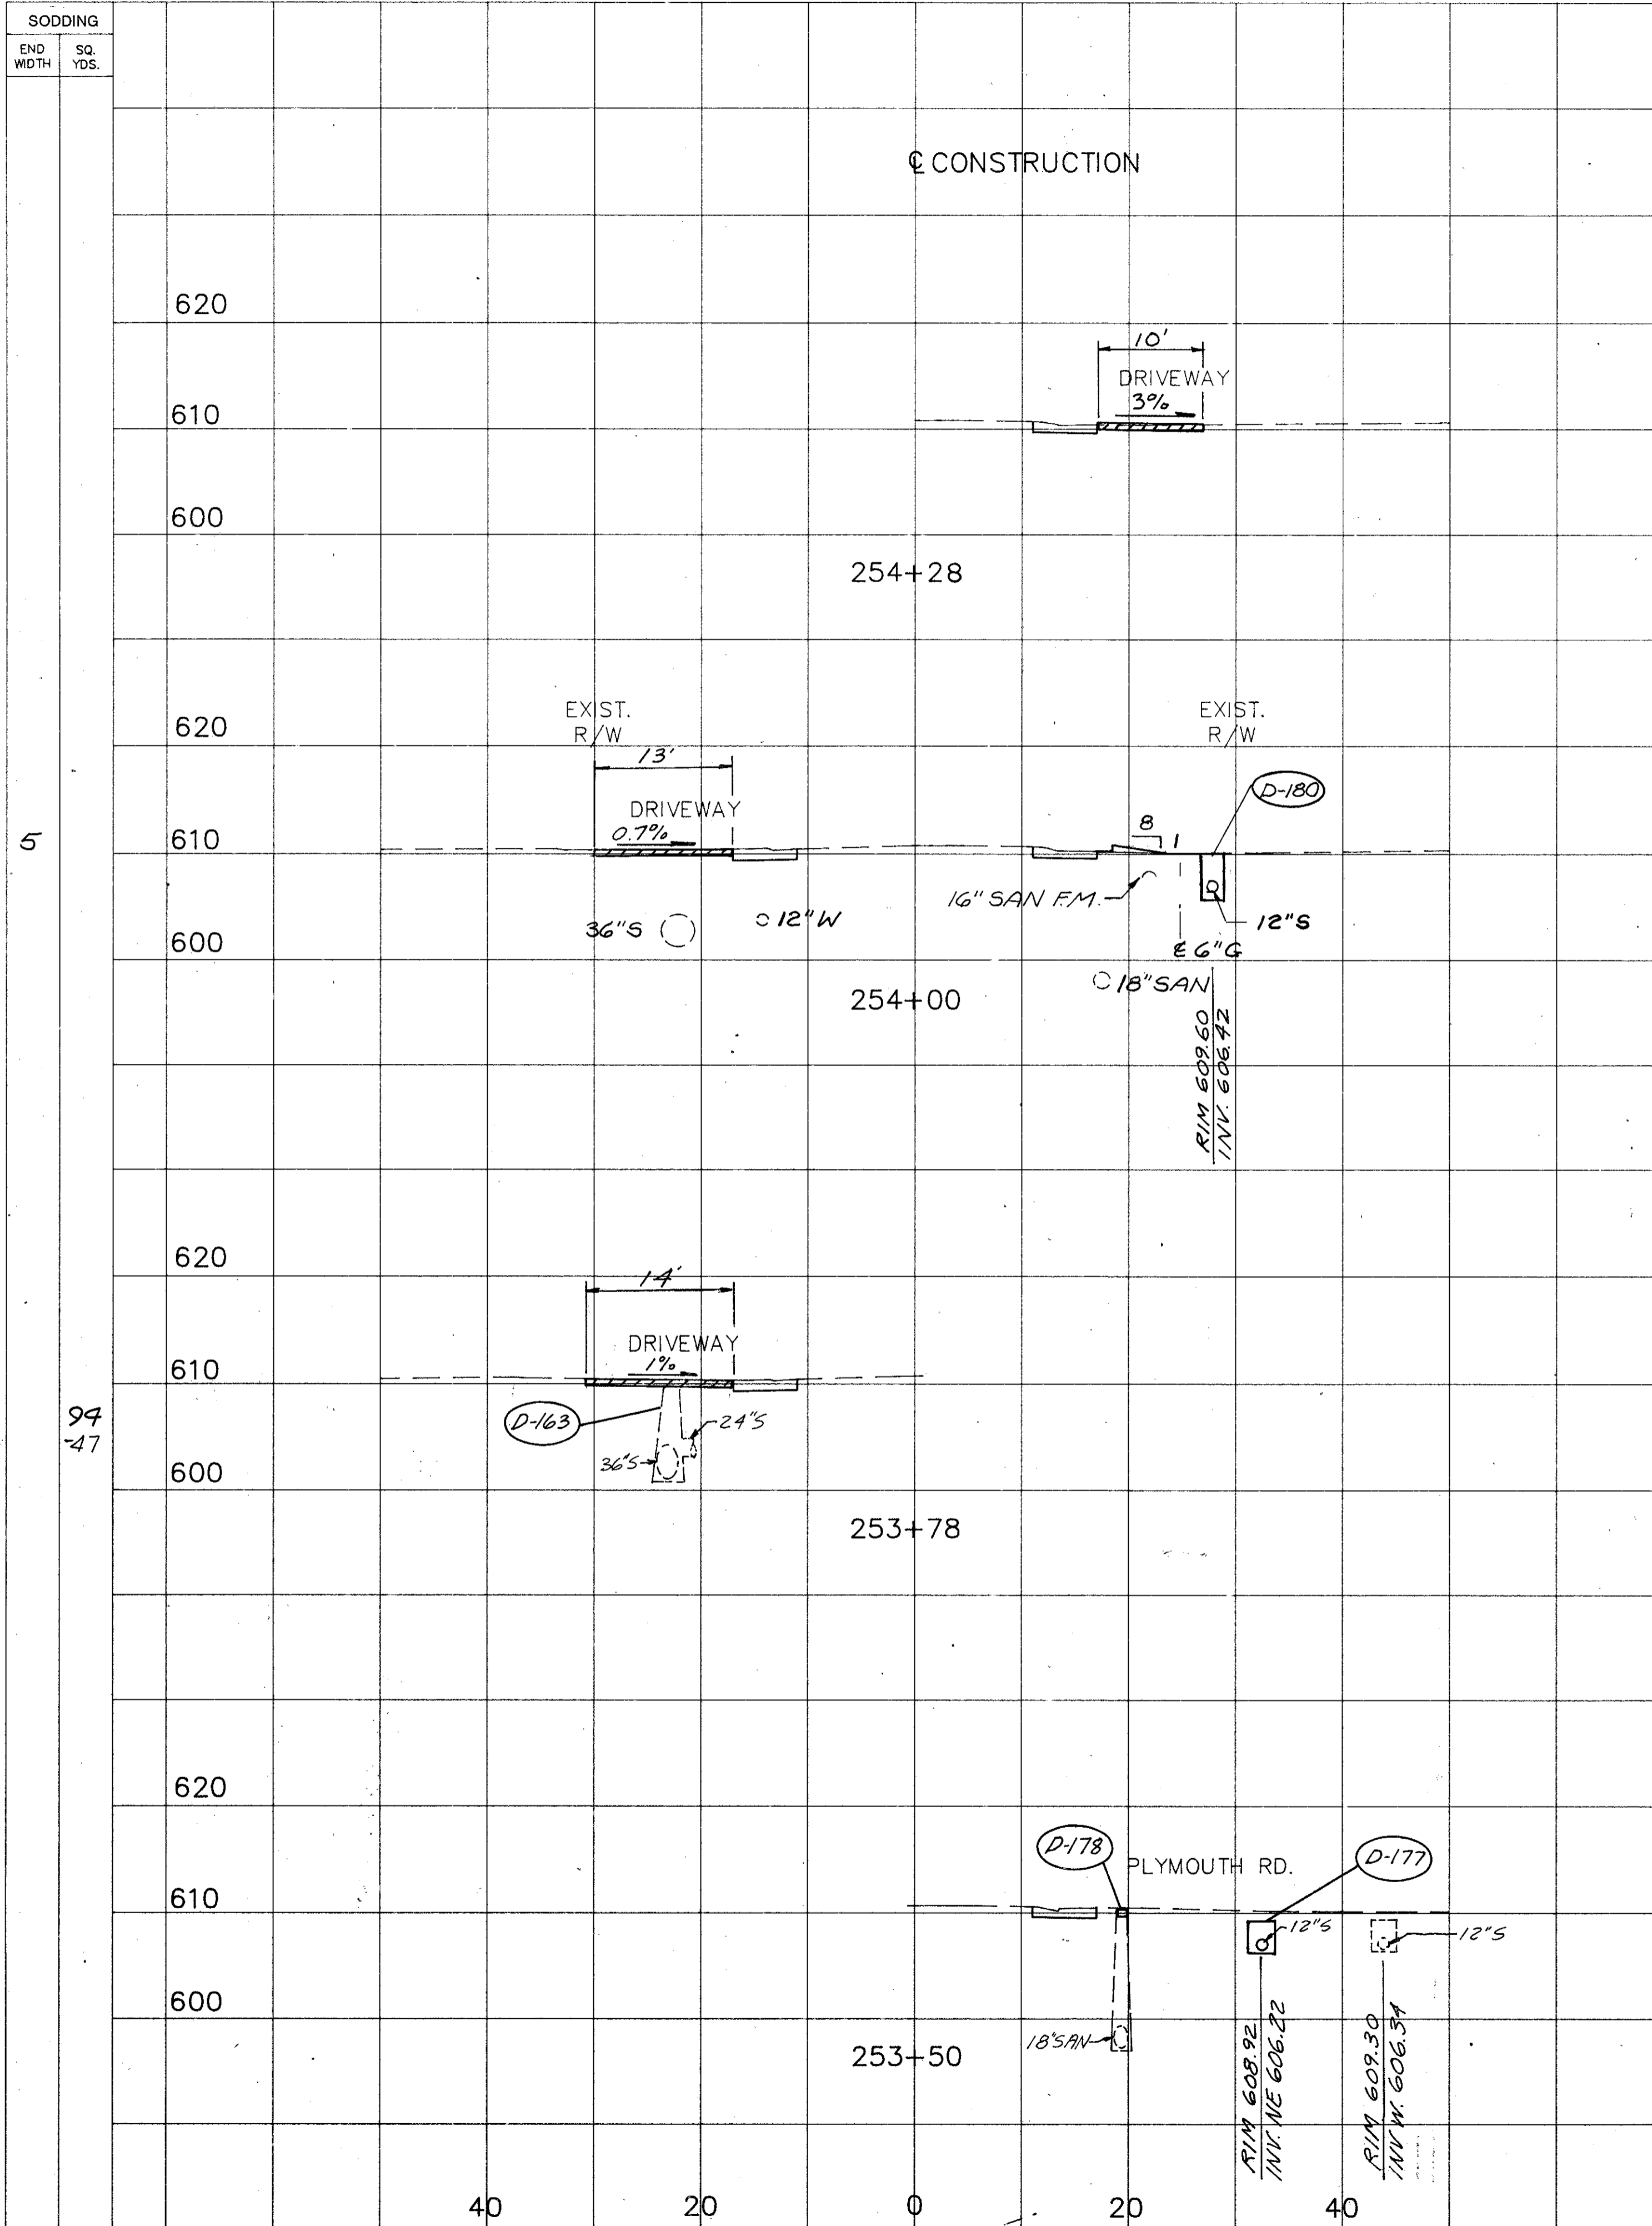 SODDING
END WIDTH
SQ. YDS.
℄ CONSTRUCTION
620
10'
DRIVEWAY
3%
610
600
254+28
EXIST.
R/W
EXIST.
R/W
620
13'
D-180
DRIVEWAY
0.7%
8
1
5
610
16" SAN F.M.
36"S
12"W
12"S
600
℄ 6"G
18"SAN
254+00
RIM 609.60
INV. 606.42
620
14'
DRIVEWAY
1%
610
D-163
24"S
94
-47
36"S
600
253+78
620
D-178
PLYMOUTH RD.
D-177
610
12"S
12"S
600
18"SAN
253+50
RIM 608.92
INV. NE 606.22
RIM 609.30
INV W. 606.34
40
20
0
20
40